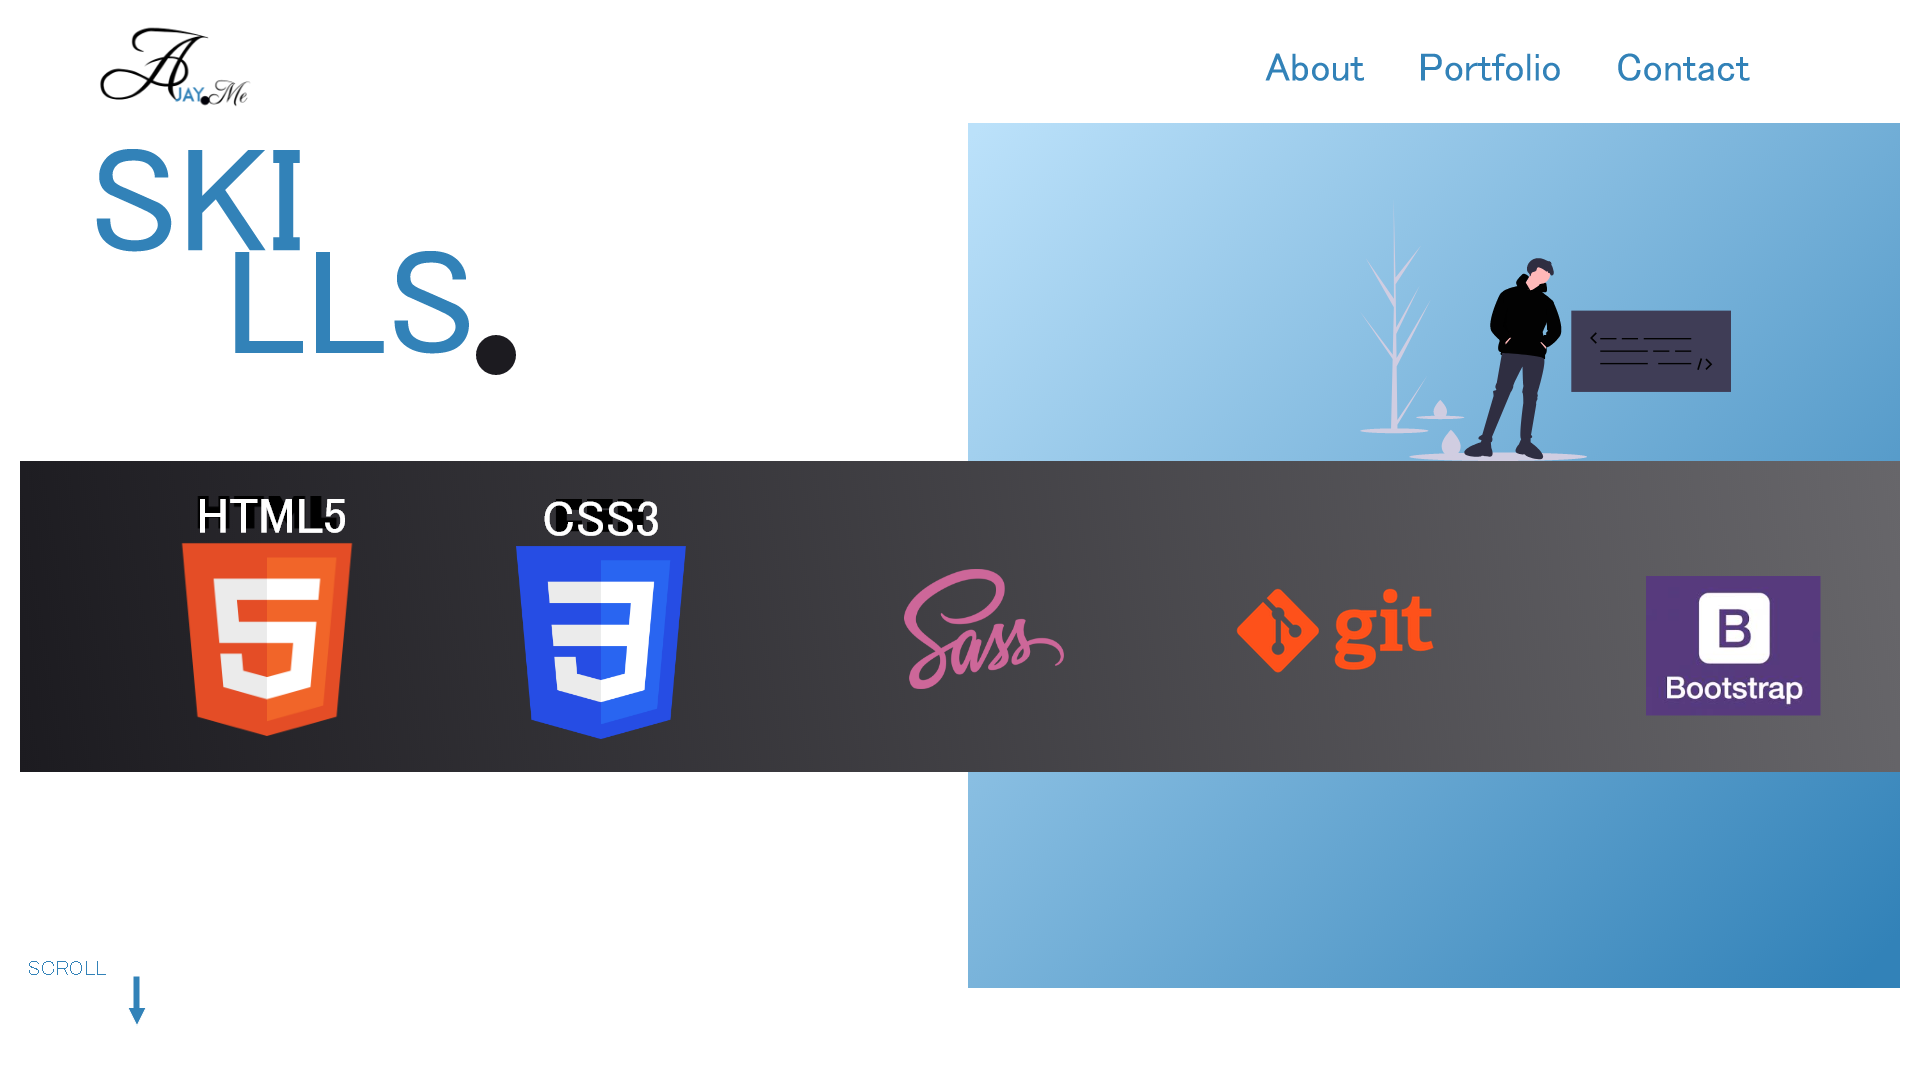 AJAY.Me
About Portfolio Contact
SKI
LLS.
HTML5
CSS3
Sass
git
B
Bootstrap
SCROLL